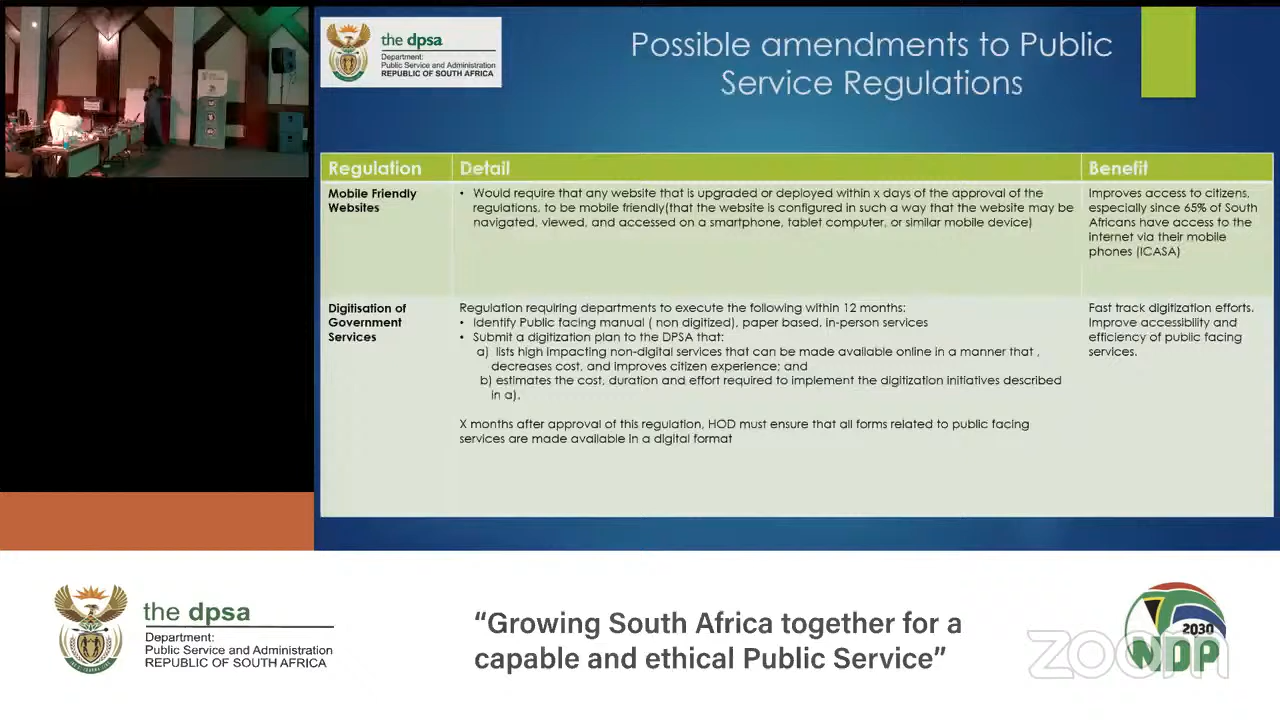 the dpsa
Department:
Public Service and Administration
REPUBLIC OF SOUTH AFRICA
Possible amendments to Public
Service Regulations
Regulation
Detail
Benefit
Mobile Friendly
Websites
• Would require that any website that is upgraded or deployed within x days of the approval of the
regulations, to be mobile friendly(that the website is configured in such a way that the website may be
navigated, viewed, and accessed on a smartphone, tablet computer, or similar mobile device)
Improves access to citizens,
especially since 65% of South
Africans have access to the
internet via their mobile
phones (ICASA)
Digitisation of
Government
Services
Regulation requiring departments to execute the following within 12 months:
• Identify Public facing manual ( non digitized), paper based, in-person services
• Submit a digitization plan to the DPSA that:
a) lists high impacting non-digital services that can be made available online in a manner that ,
decreases cost, and improves citizen experience; and
b) estimates the cost, duration and effort required to implement the digitization initiatives described
in a).
X months after approval of this regulation, HOD must ensure that all forms related to public facing
services are made available in a digital format
Fast track digitization efforts.
Improve accessibility and
efficiency of public facing
services.
the dpsa
Department:
Public Service and Administration
REPUBLIC OF SOUTH AFRICA
“Growing South Africa together for a
capable and ethical Public Service”
2030
NDP
zoom